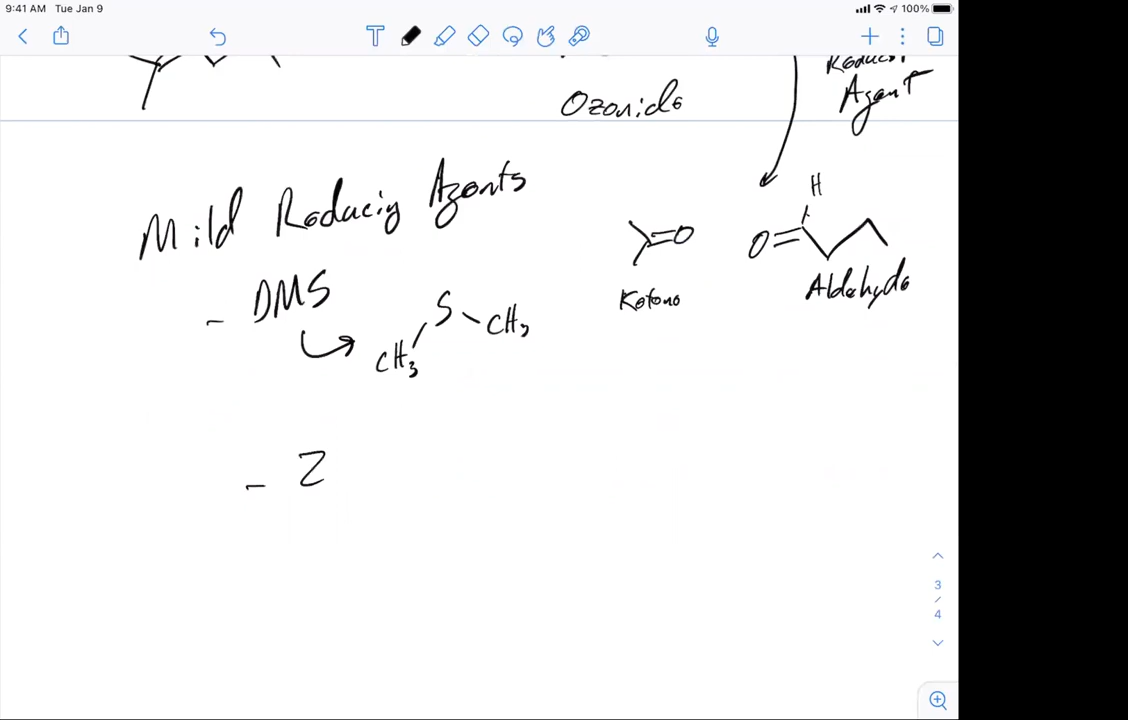 9:41 AM Tue Jan 9
100%
Agent
Ozonide
Mild Reducing Agents
H
O
O
Ketone
Aldehyde
- DMS
S
CH3
CH3
- Z
3
/
4